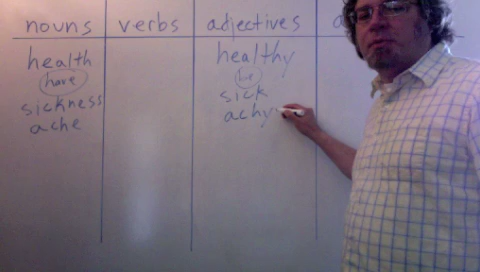 nouns verbs adjectives a
health healthy
have be
sickness sick
ache achy